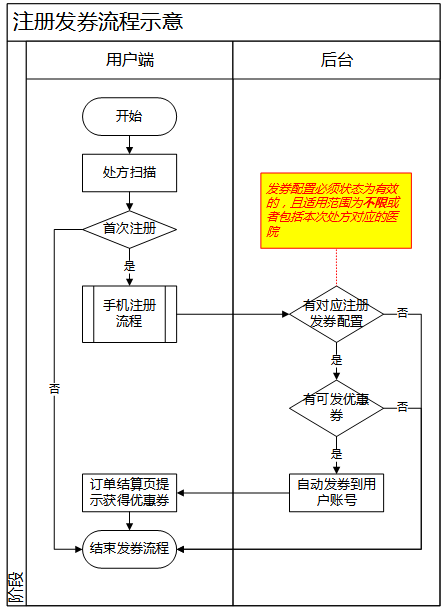 注册发券流程示意
用户端
后台
开始
处方扫描
首次注册
是
否
手机注册
流程
发券配置必须状态为有效
的，且适用范围为不限或
者包括本次处方对应的医
院
有对应注册
发券配置
否
是
有可发优惠
券
否
是
自动发券到用
户账号
订单结算页提
示获得优惠券
结束发券流程
阶段